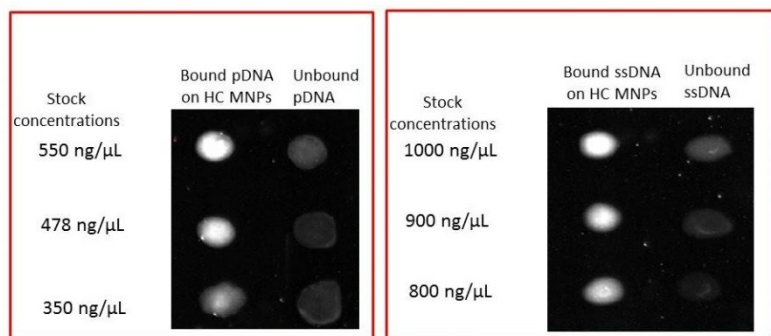 Bound pDNA
on HC MNPs
Unbound
pDNA
Stock
concentrations
550 ng/µL
478 ng/µL
350 ng/µL
Bound ssDNA
on HC MNPs
Unbound
ssDNA
Stock
concentrations
1000 ng/µL
900 ng/µL
800 ng/µL